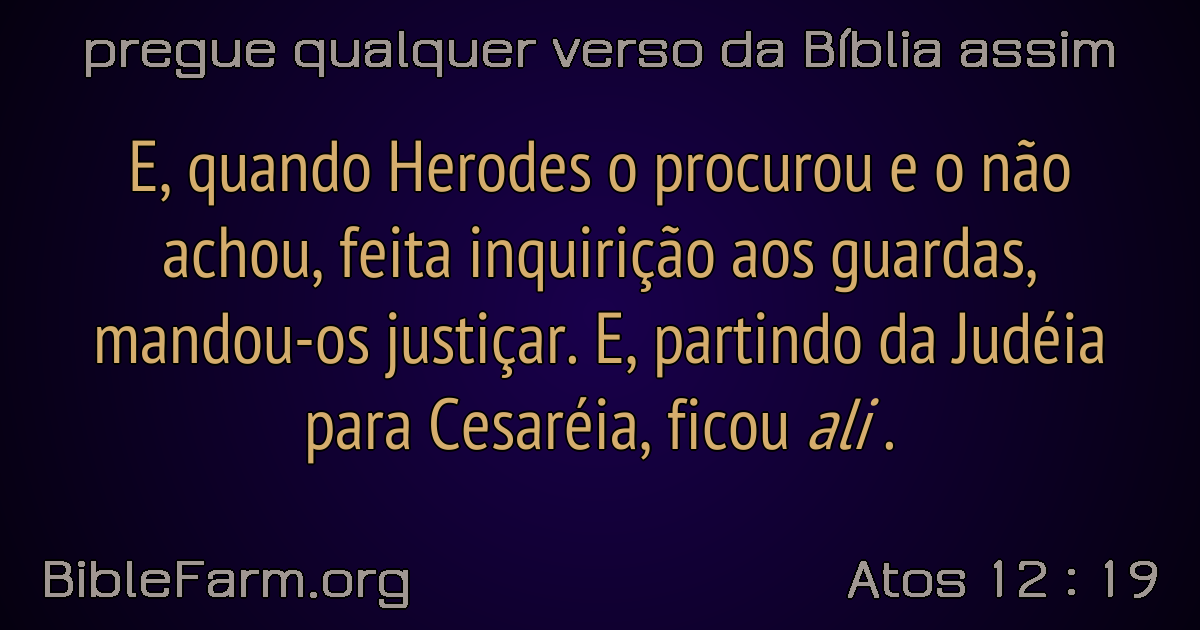 pregue qualquer verso da Bíblia assim
E, quando Herodes o procurou e o não
achou, feita inquirição aos guardas,
mandou-os justiçar. E, partindo da Judéia
para Cesaréia, ficou ali .
BibleFarm.org
Atos 12 : 19